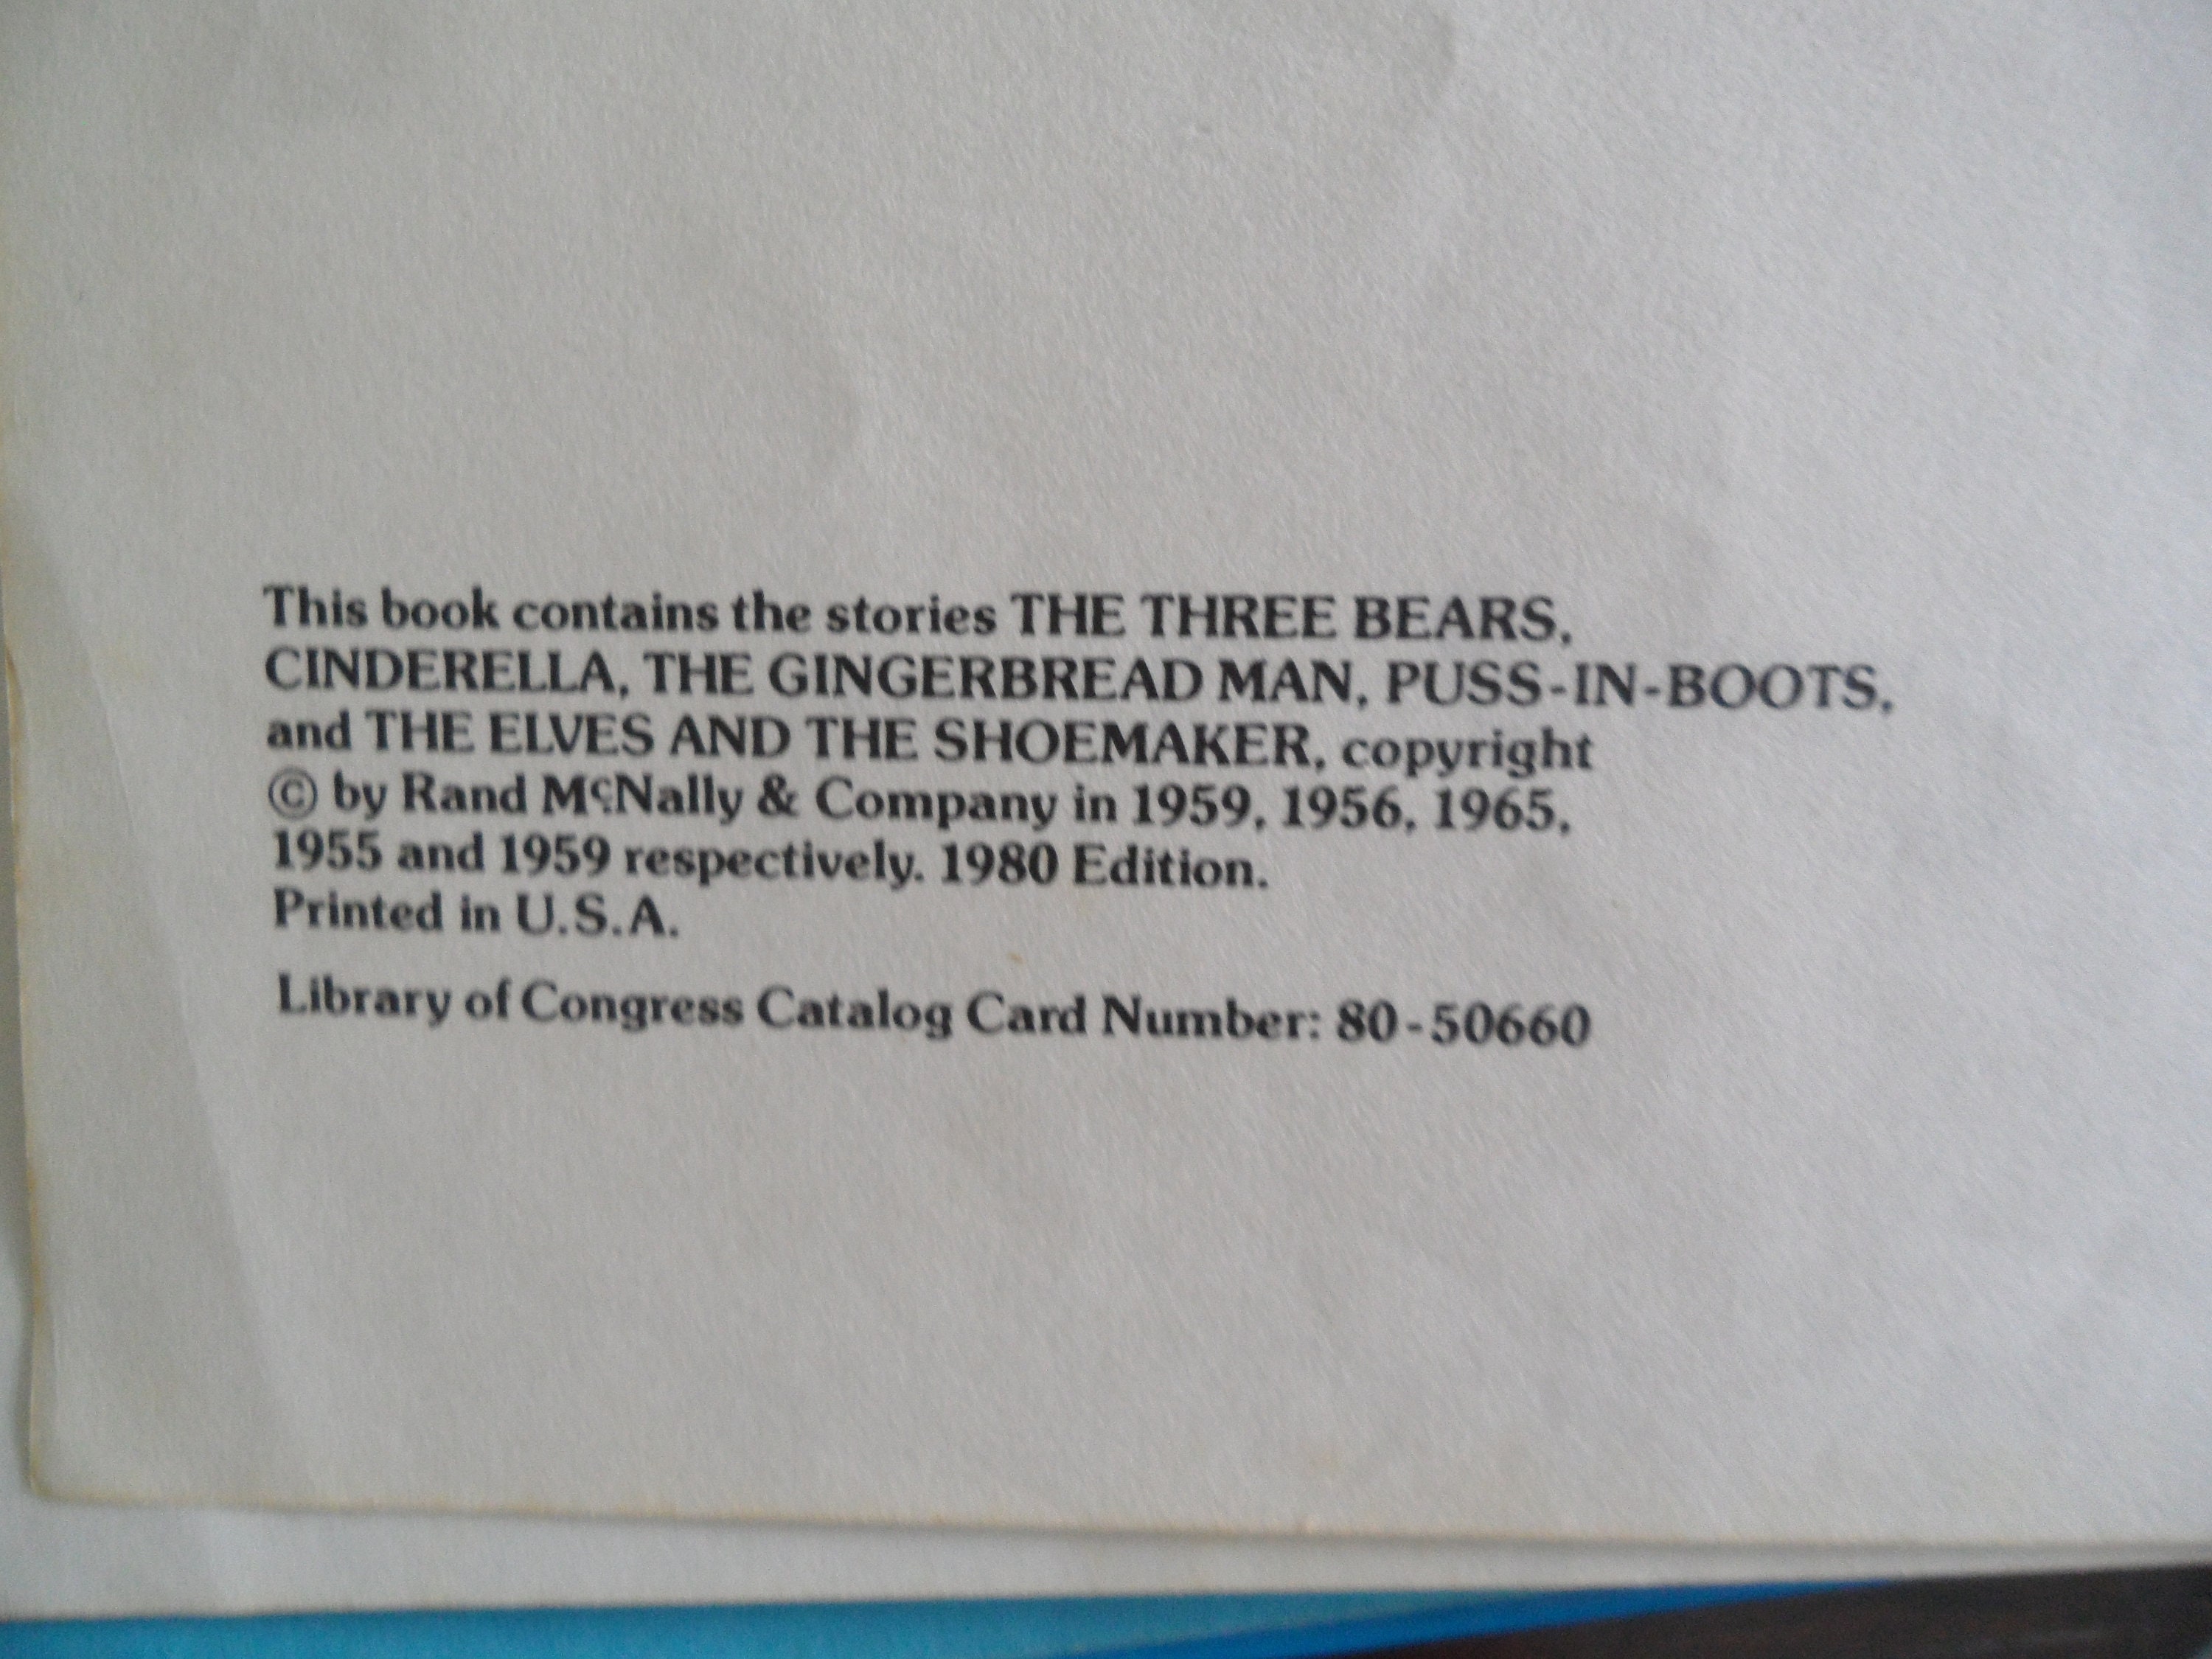 This book contains the stories THE THREE BEARS,
CINDERELLA, THE GINGERBREAD MAN, PUSS-IN-BOOTS,
and THE ELVES AND THE SHOEMAKER, copyright
© by Rand McNally & Company in 1959, 1956, 1965,
1955 and 1959 respectively. 1980 Edition.
Printed in U.S.A.
Library of Congress Catalog Card Number: 80-50660